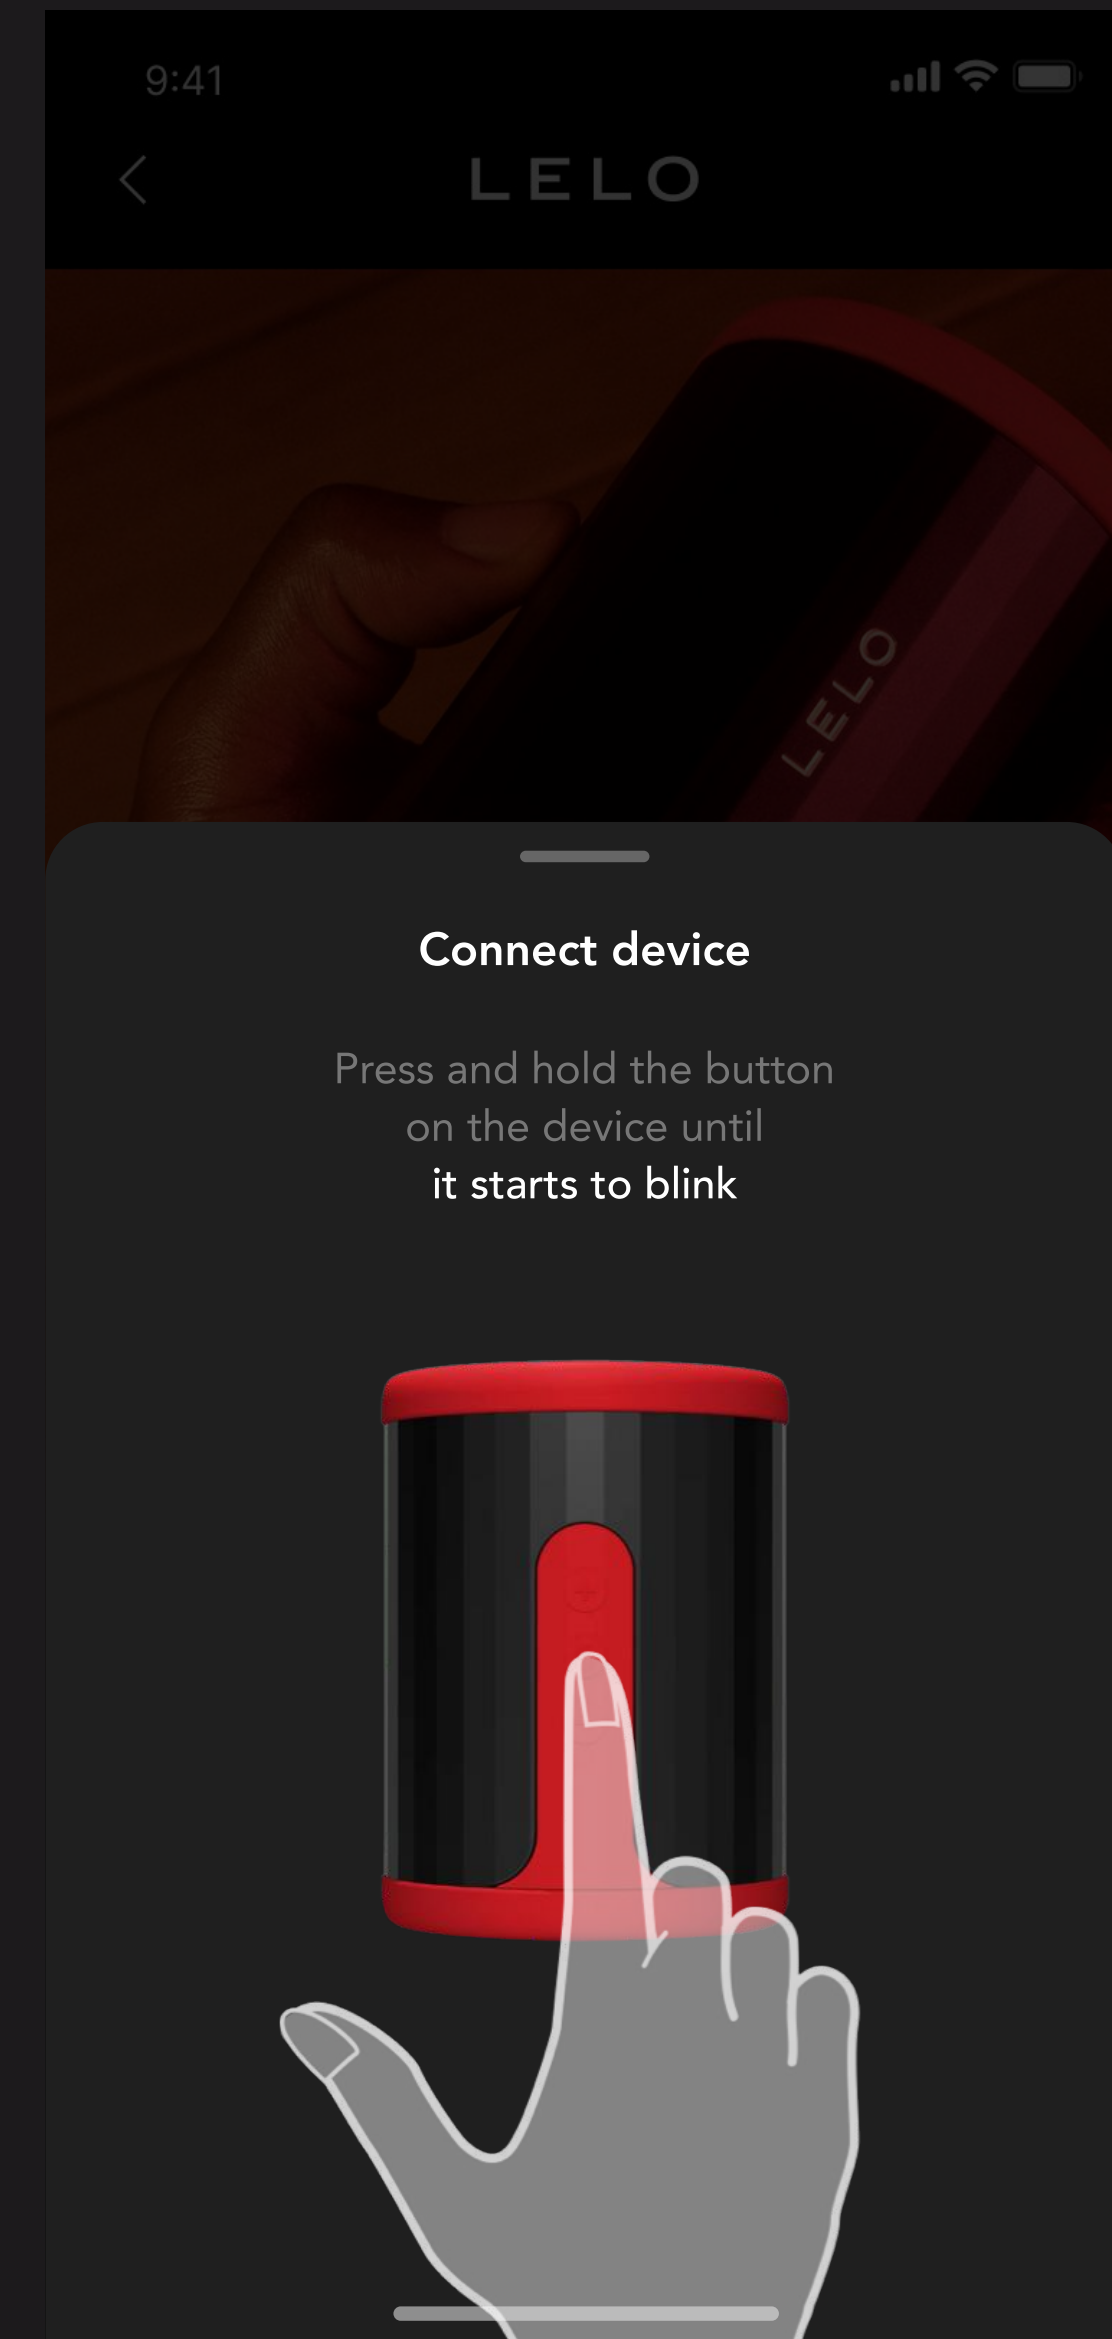 9:41
LELO
LELO
Connect device
Press and hold the button
on the device until
it starts to blink